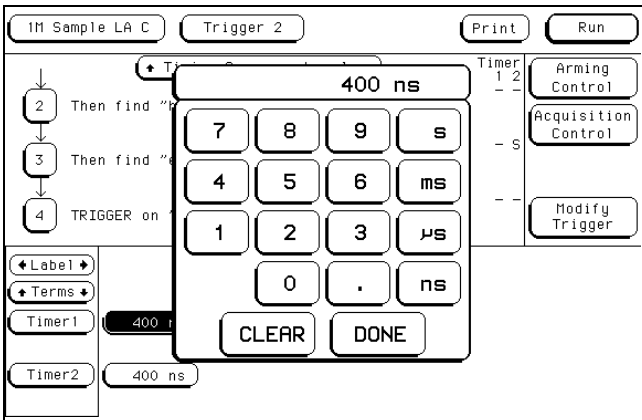 1M Sample LA C Trigger 2 Print Run
Timer
1 2
Arming
Control
- -
2 Then find "
Acquisition
Control
- S
3 Then find "
- -
4 TRIGGER on
Modify
Trigger
400 ns
7 8 9 s
4 5 6 ms
1 2 3 µs
0 . ns
CLEAR DONE
Label
Terms
Timer1 400
Timer2 400 ns